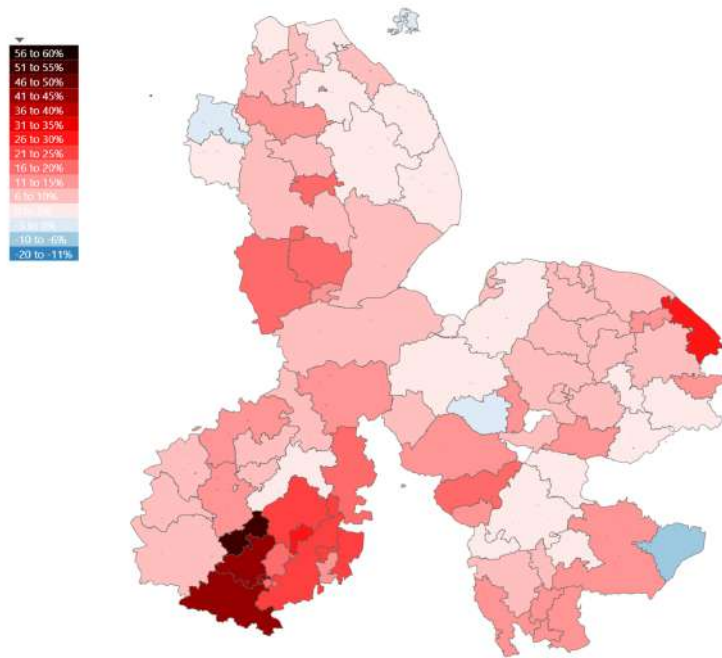 56 to 60%
51 to 55%
46 to 50%
41 to 45%
36 to 40%
31 to 35%
26 to 30%
21 to 25%
16 to 20%
11 to 15%
6 to 10%
-10 to -6%
-20 to -11%